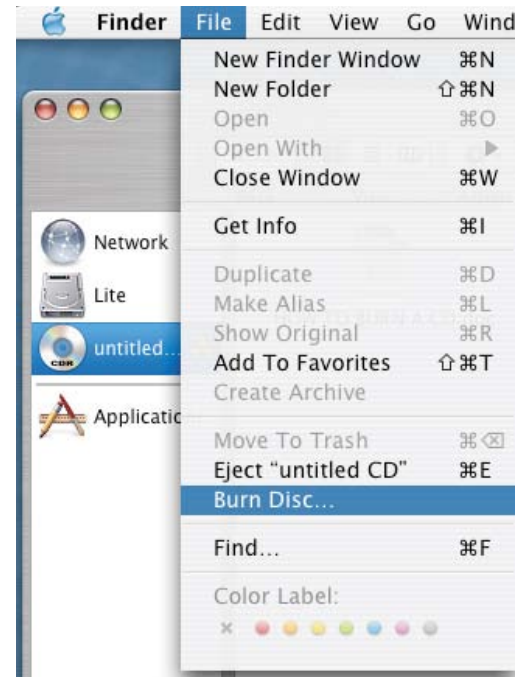 Finder File Edit View Go Wind
New Finder Window ⌘N
New Folder ⇧⌘N
Open ⌘O
Open With
Close Window ⌘W
Get Info ⌘I
Duplicate ⌘D
Make Alias ⌘L
Show Original ⌘R
Add To Favorites ⇧⌘T
Create Archive
Move To Trash ⌘⌫
Eject “untitled CD” ⌘E
Burn Disc...
Find... ⌘F
Color Label:
×
Network
Lite
CDR
untitled...
Applicatic